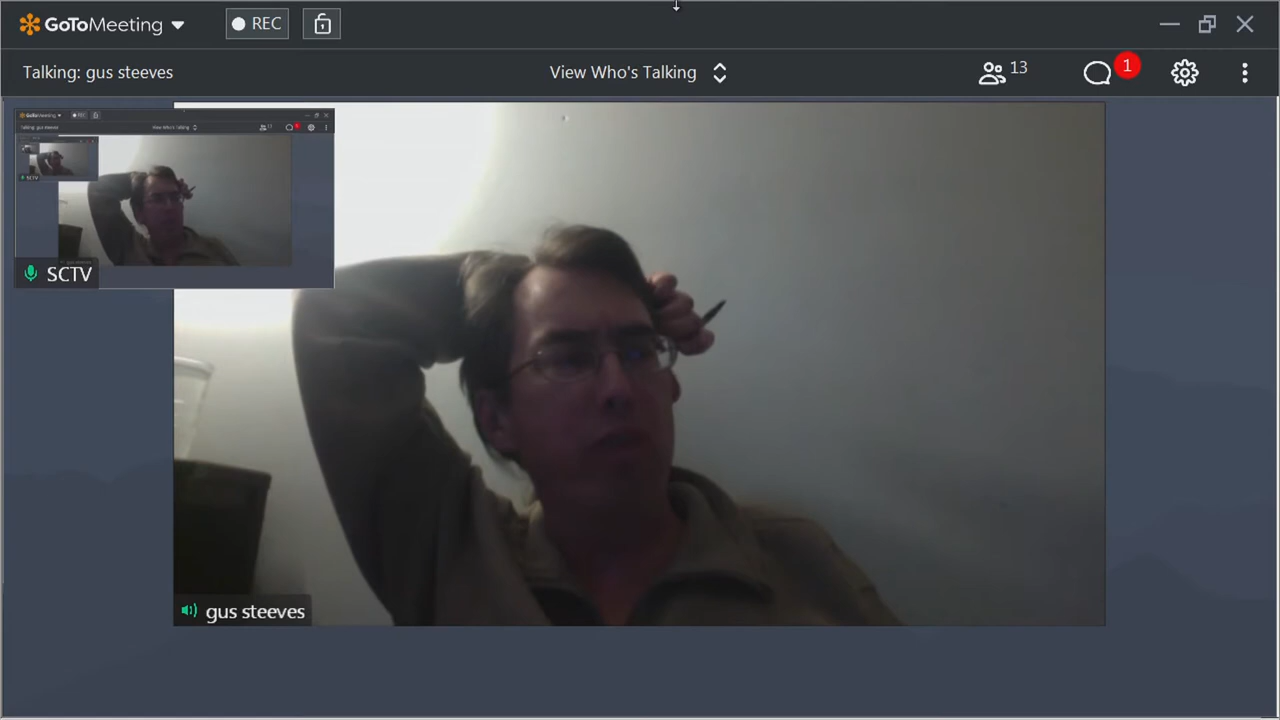 GoToMeeting
REC
Talking: gus steeves
View Who's Talking
13
1
SCTV
gus steeves